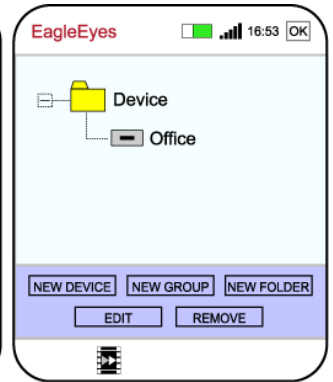 EagleEyes 16:53 OK
Device
Office
NEW DEVICE NEW GROUP NEW FOLDER
EDIT REMOVE